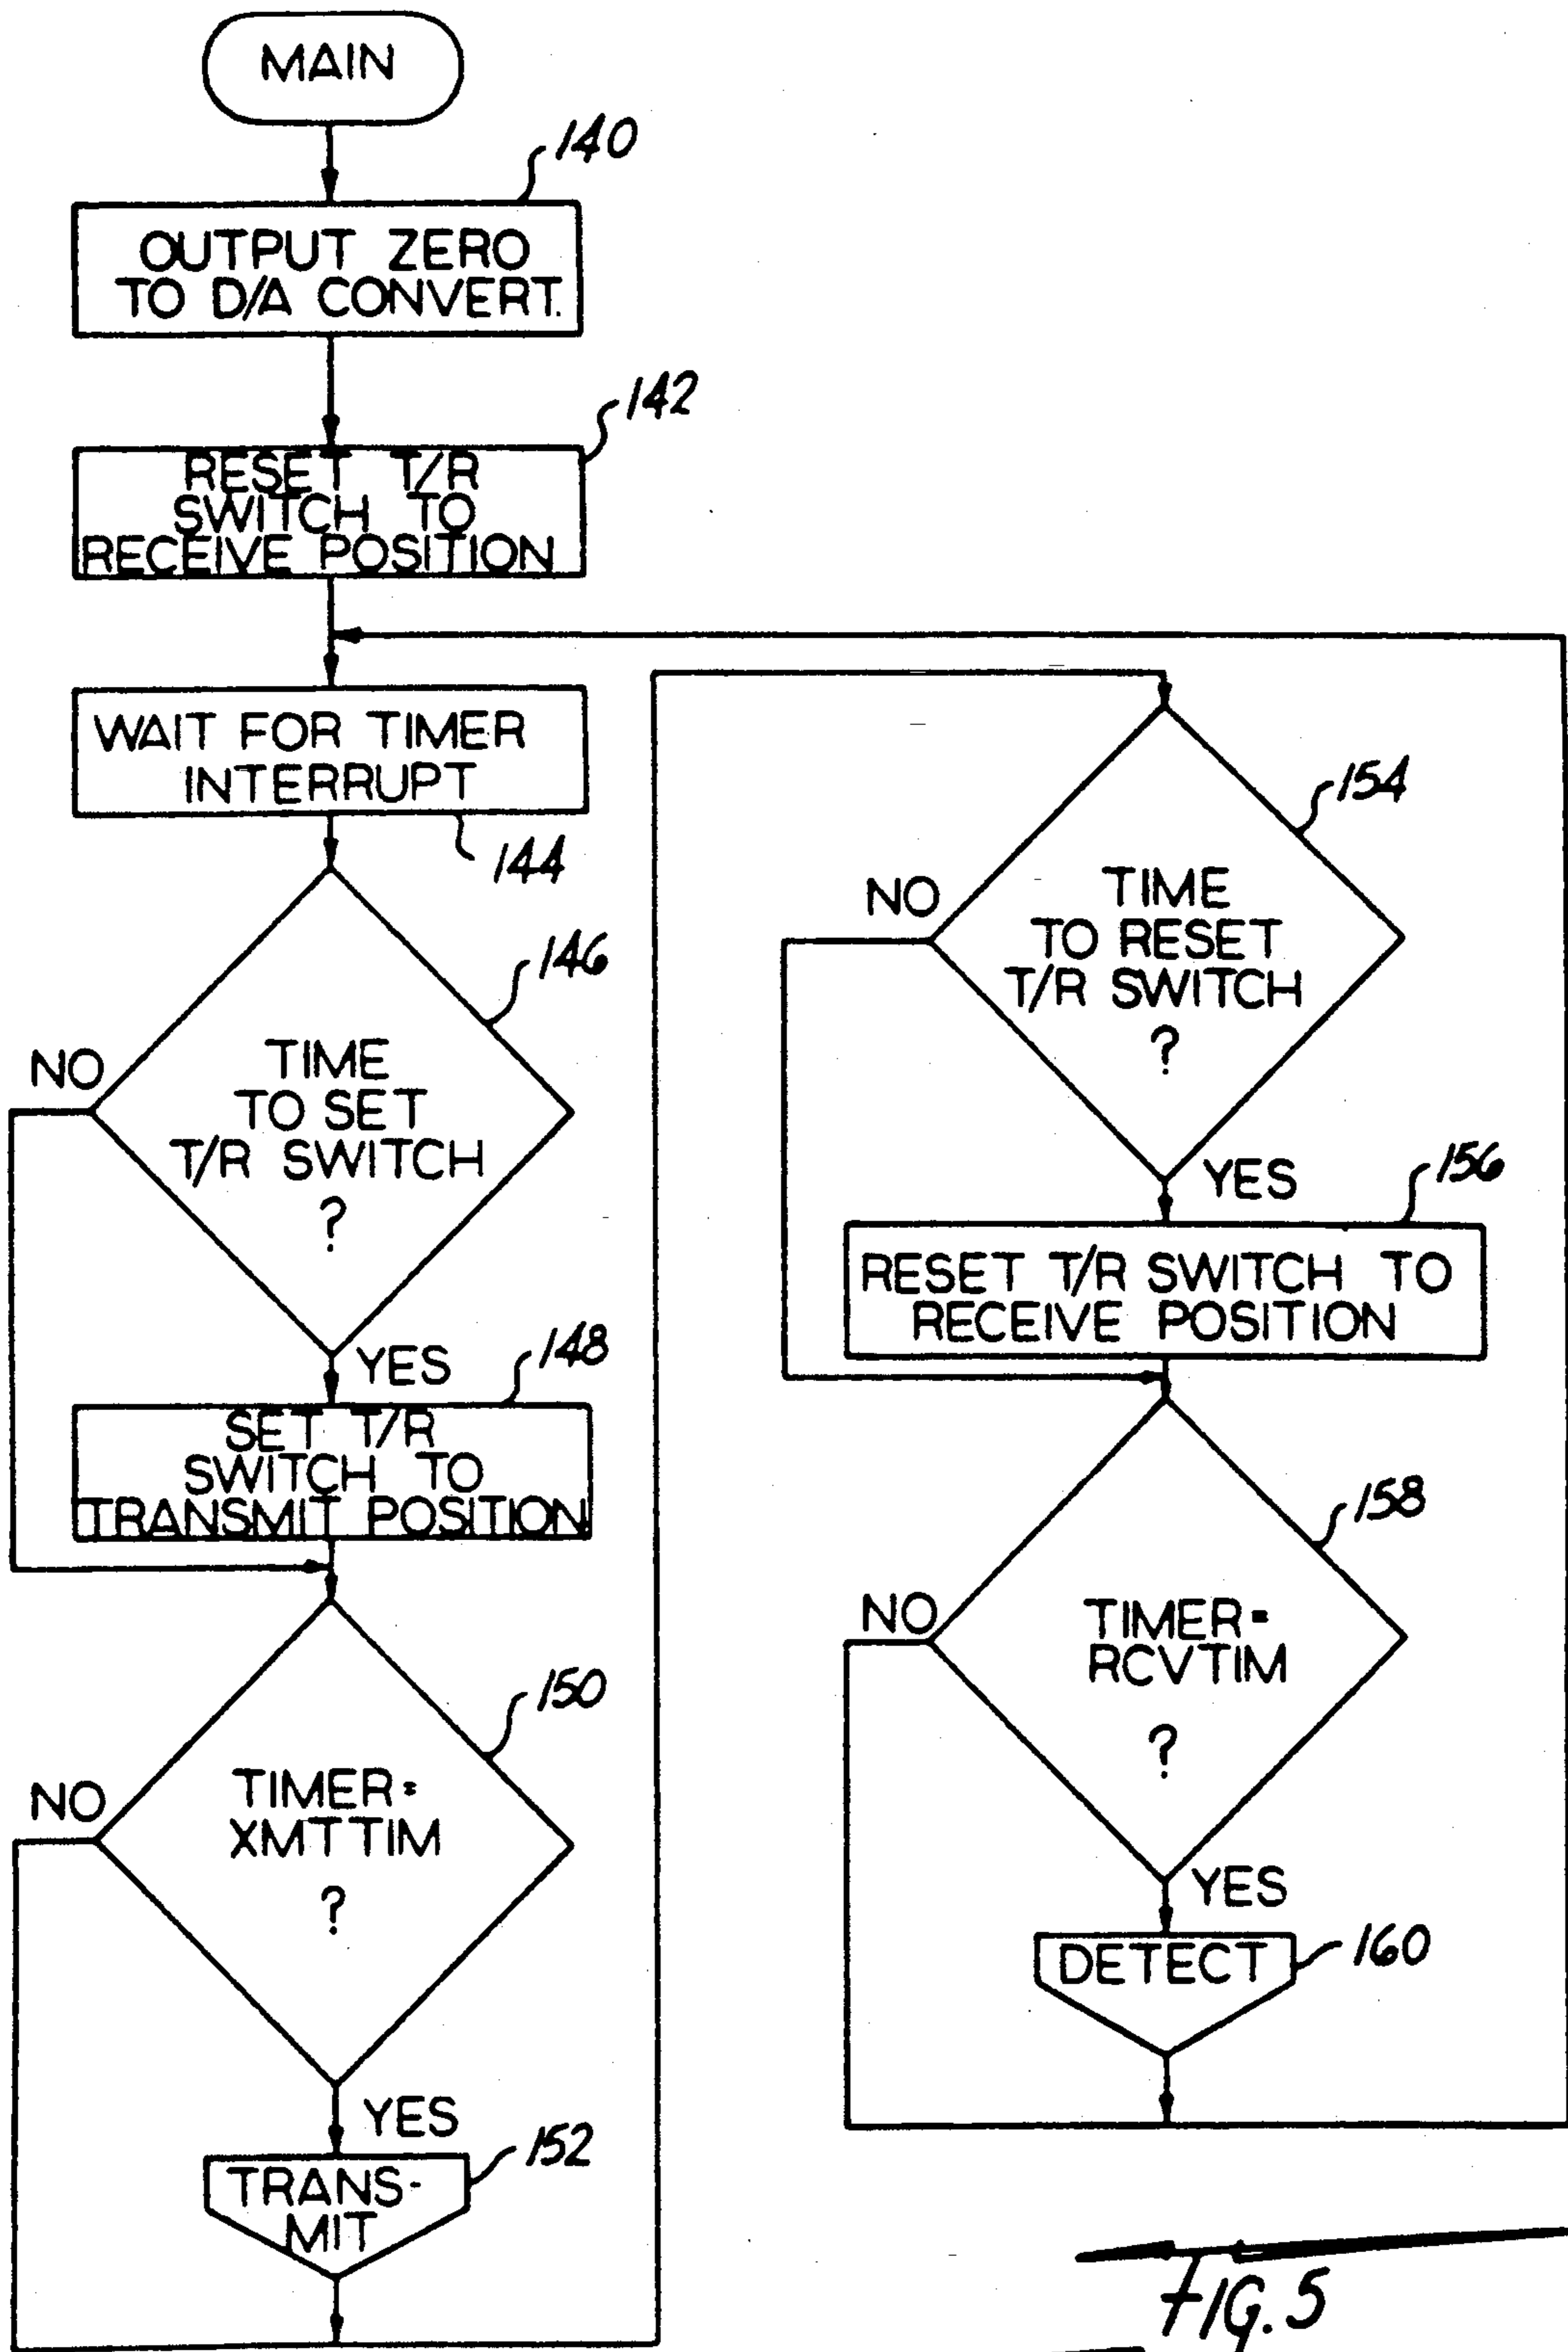 MAIN
140
OUTPUT ZERO
TO D/A CONVERT.
142
RESET T/R
SWITCH TO
RECEIVE POSITION
WAIT FOR TIMER
INTERRUPT
144
146
NO
TIME
TO SET
T/R SWITCH
?
YES
148
SET T/R
SWITCH TO
TRANSMIT POSITION
150
NO
TIMER=
XMTTIM
?
YES
152
TRANS-
MIT
154
NO
TIME
TO RESET
T/R SWITCH
?
YES
156
RESET T/R SWITCH TO
RECEIVE POSITION
158
NO
TIMER=
RCVTIM
?
YES
DETECT
160
FIG. 5